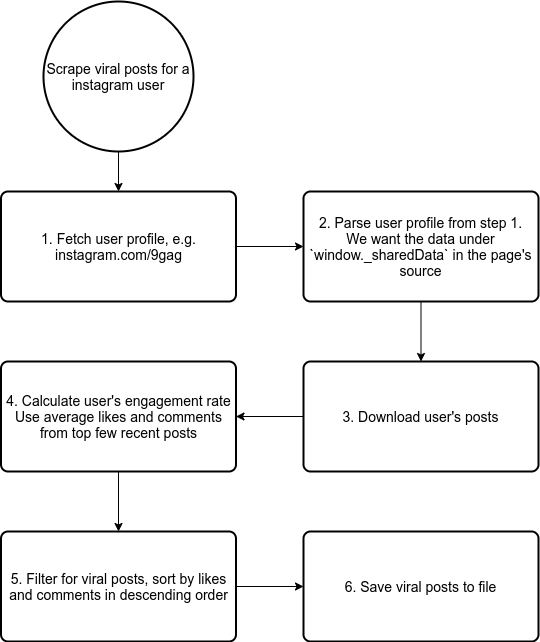 Scrape viral posts for a
instagram user
1. Fetch user profile, e.g.
instagram.com/9gag
2. Parse user profile from step 1.
We want the data under
`window._sharedData` in the page's
source
3. Download user's posts
4. Calculate user's engagement rate
Use average likes and comments
from top few recent posts
5. Filter for viral posts, sort by likes
and comments in descending order
6. Save viral posts to file